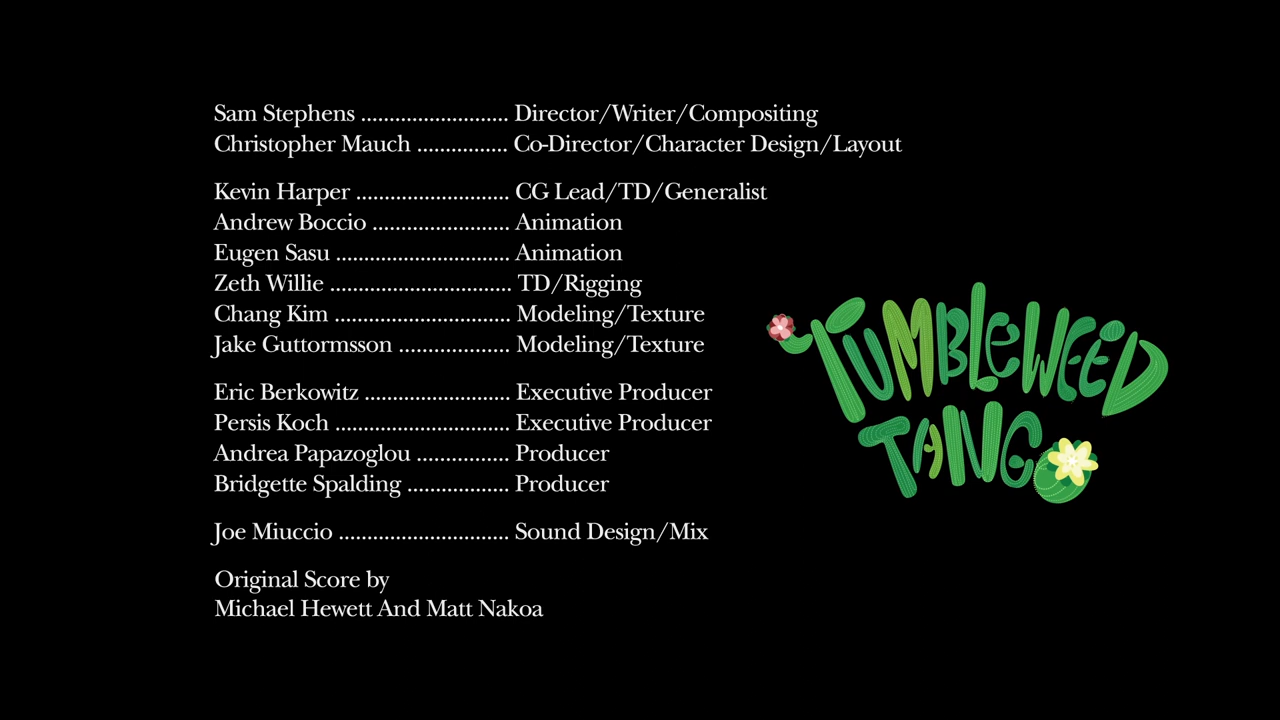 Sam Stephens .......................... Director/Writer/Compositing
Christopher Mauch ................ Co-Director/Character Design/Layout
Kevin Harper ........................... CG Lead/TD/Generalist
Andrew Boccio ........................ Animation
Eugen Sasu ............................... Animation
Zeth Willie ................................ TD/Rigging
Chang Kim ............................... Modeling/Texture
Jake Guttormsson .................... Modeling/Texture
Eric Berkowitz .......................... Executive Producer
Persis Koch ............................... Executive Producer
Andrea Papazoglou ................. Producer
Bridgette Spalding .................. Producer
Joe Miuccio .............................. Sound Design/Mix
Original Score by
Michael Hewett And Matt Nakoa
TUMBLEWEED
TANGO